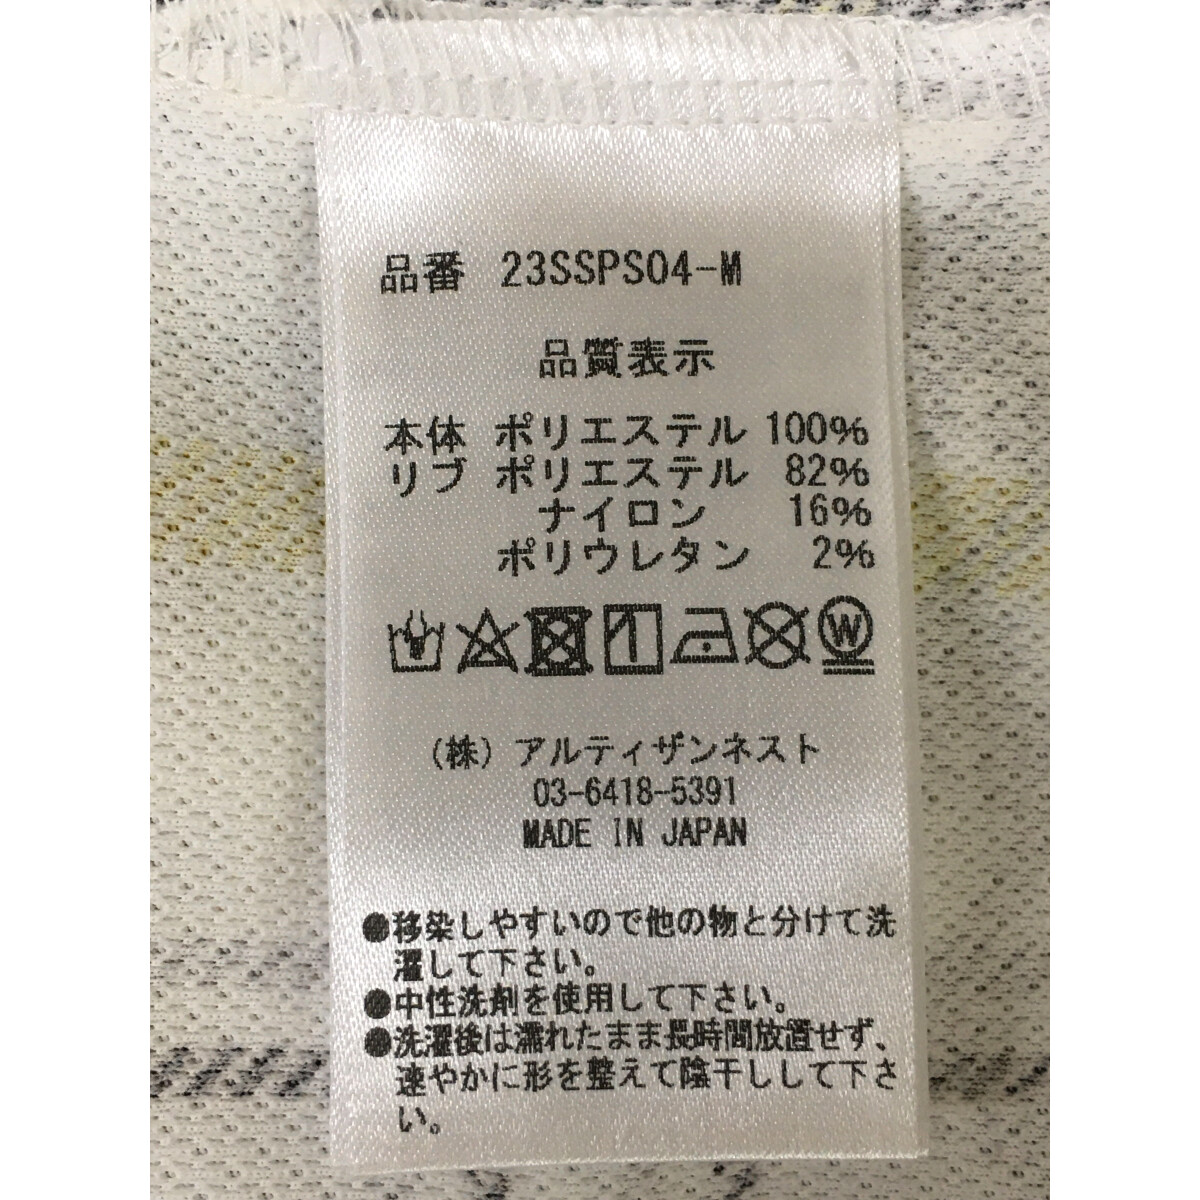 品番 23SSPS04-M
品質表示
本体 ポリエステル 100%
リブ ポリエステル 82%
ナイロン 16%
ポリウレタン 2%
W
(株) アルティザンネスト
03-6418-5391
MADE IN JAPAN
●移染しやすいので他の物と分けて洗
濯して下さい。
●中性洗剤を使用して下さい。
●洗濯後は濡れたまま長時間放置せず、
速やかに形を整えて陰干しして下さ
い。